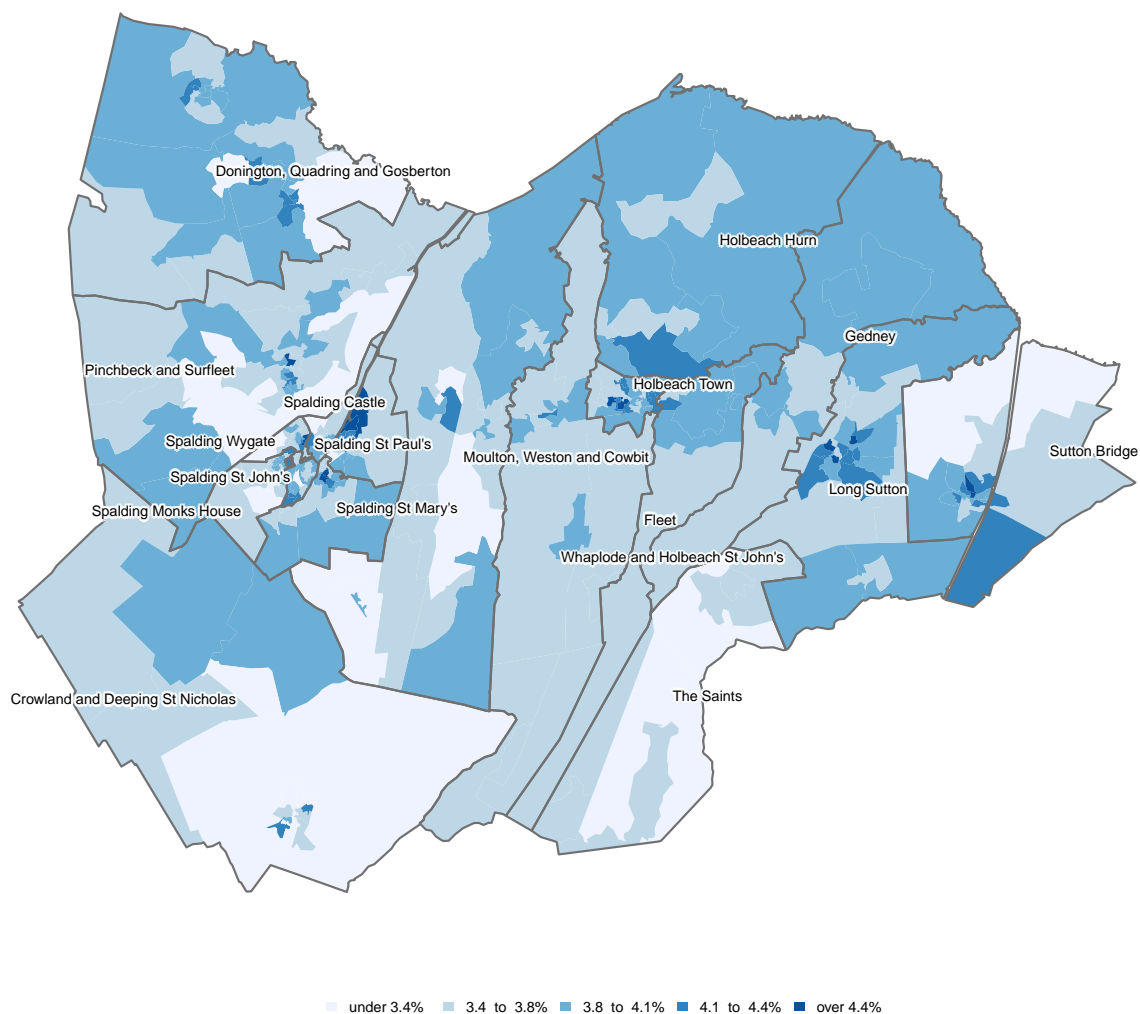 Donington, Quadring and Gosberton
Holbeach Hurn
Gedney
Pinchbeck and Surfleet
Holbeach Town
Spalding Castle
Spalding Wygate
Spalding St Paul's
Sutton Bridge
Moulton, Weston and Cowbit
Spalding St John's
Long Sutton
Spalding Monks House
Spalding St Mary's
Fleet
Whaplode and Holbeach St John's
The Saints
Crowland and Deeping St Nicholas
under 3.4% 3.4 to 3.8% 3.8 to 4.1% 4.1 to 4.4% over 4.4%